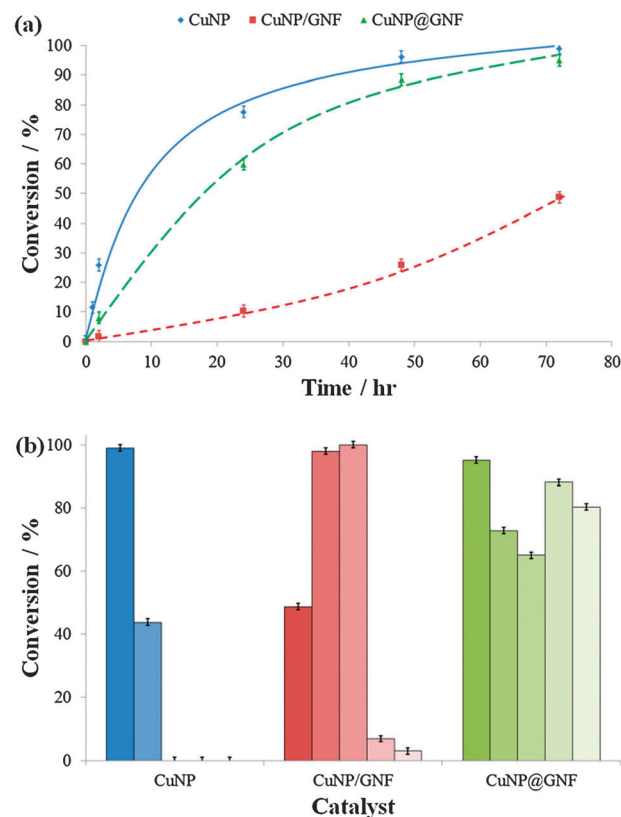 (a)
CuNP CuNP/GNF CuNP@GNF
100
90
80
70
60
50
40
30
20
10
0
Conversion / %
0 10 20 30 40 50 60 70 80
Time / hr
(b)
100
80
60
40
20
0
Conversion / %
CuNP CuNP/GNF CuNP@GNF
Catalyst